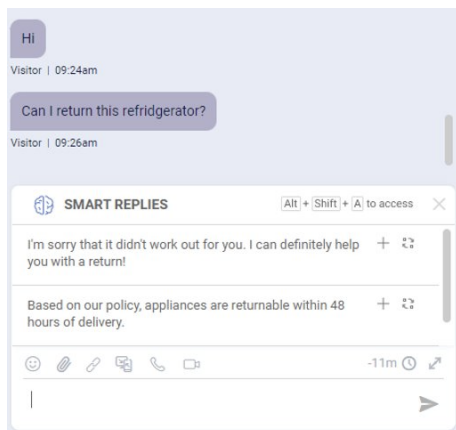 Hi
Visitor | 09:24am
Can I return this refridgerator?
Visitor | 09:26am
SMART REPLIES
Alt + Shift + A to access
I'm sorry that it didn't work out for you. I can definitely help
you with a return!
Based on our policy, appliances are returnable within 48
hours of delivery.
-11m